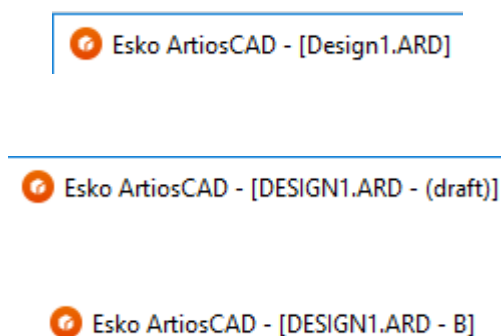 Esko ArtiosCAD - [Design1.ARD]
Esko ArtiosCAD - [DESIGN1.ARD - (draft)]
Esko ArtiosCAD - [DESIGN1.ARD - B]